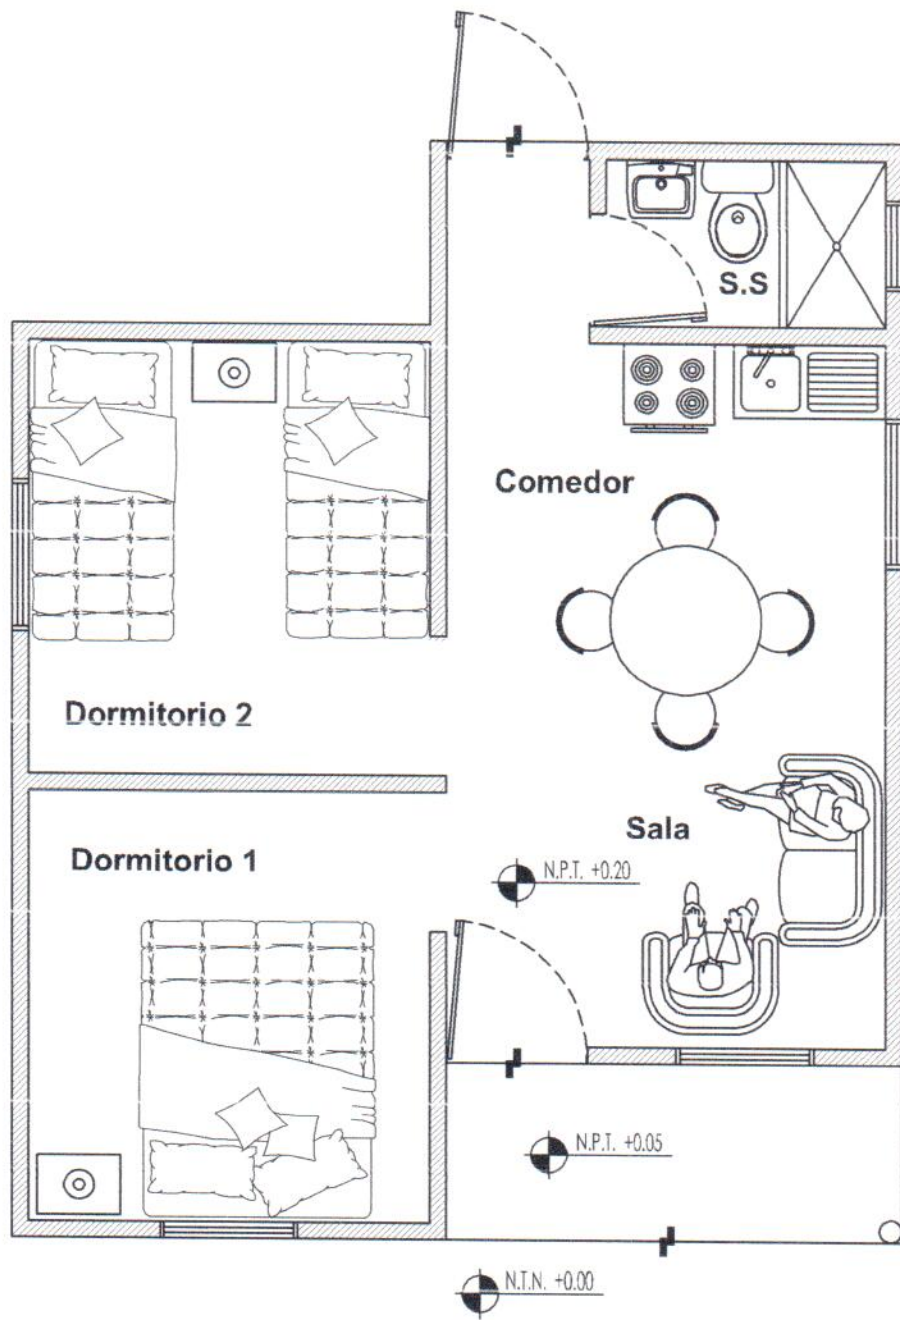 S.S
Comedor
Dormitorio 2
Sala
Dormitorio 1
N.P.T. +0.20
N.P.T. +0.05
N.T.N. +0.00